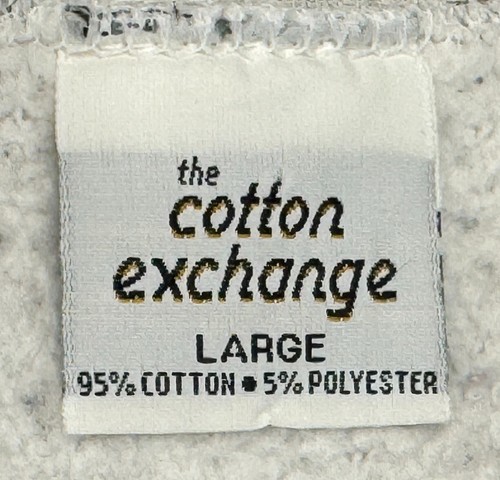 the
cotton
exchange
LARGE
95% COTTON • 5% POLYESTER